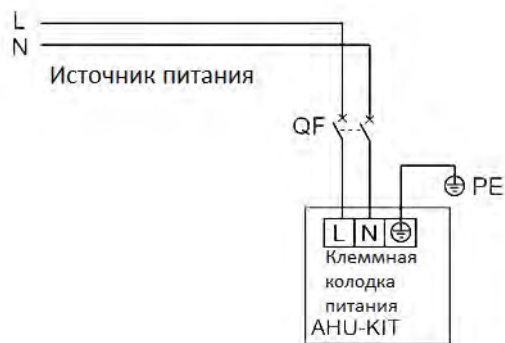 L
N
Источник питания
QF
PE
L N
Клеммная
колодка
питания
AHU-KIT